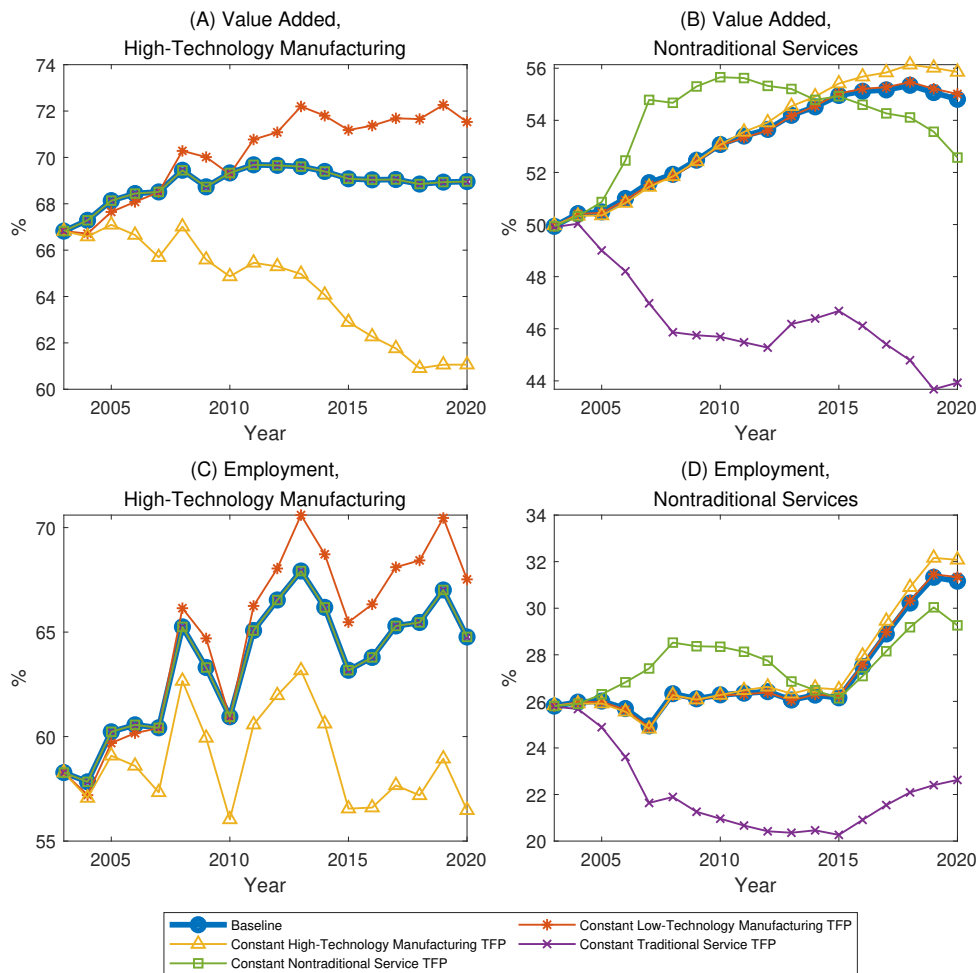 (A) Value Added,
High-Technology Manufacturing
74
72
70
68
66
64
62
60
%
2005
2010
2015
2020
Year
(B) Value Added,
Nontraditional Services
56
54
52
50
48
46
44
%
2005
2010
2015
2020
Year
(C) Employment,
High-Technology Manufacturing
70
65
60
55
%
2005
2010
2015
2020
Year
(D) Employment,
Nontraditional Services
34
32
30
28
26
24
22
20
%
2005
2010
2015
2020
Year
Baseline
Constant High-Technology Manufacturing TFP
Constant Nontraditional Service TFP
Constant Low-Technology Manufacturing TFP
Constant Traditional Service TFP